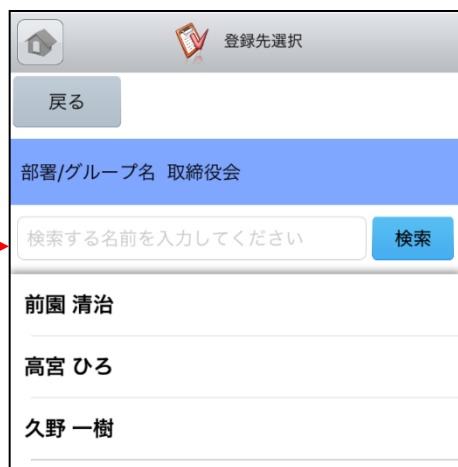 登録先選択
戻る
部署/グループ名 取締役会
検索する名前を入力してください 検索
前園 清治
高宮 ひろ
久野 一樹